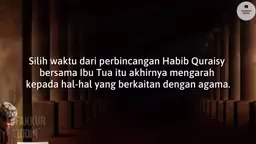 Silih waktu dari perbincangan Habib Quraisy
bersama Ibu Tua itu akhirnya mengarah
kepada hal-hal yang berkaitan dengan agama.